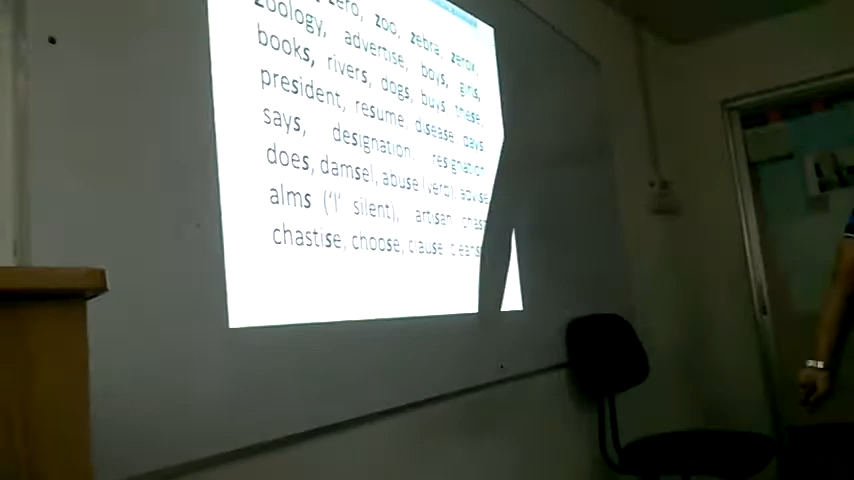 zero, zoo, zebra, zerox,
zoology, advertise, boys, girls,
books, rivers, dogs, buys these
president, resume, disease, days
says, designation, resignation
does, damsel, abuse (verb), advise
alms ('l' silent), artisan
chastise, choose, clause